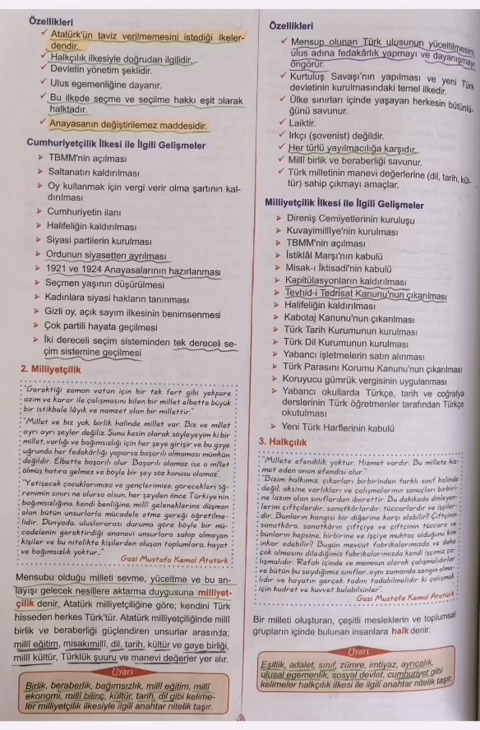 Özellikleri
Atatürk'ün taviz verilmemesini istediği ilkeler-
dendir.
Halkçılık ilkesiyle doğrudan ilgilidir.
Devletin yönetim şeklidir.
Ulus egemenliğine dayanır.
Bu ilkede seçme ve seçilme hakkı eşit olarak
halktadır.
Anayasanın değiştirilemez maddesidir.
Cumhuriyetçilik İlkesi ile İlgili Gelişmeler
TBMM'nin açılması
Saltanatın kaldırılması
Oy kullanmak için vergi verir olma şartının kal-
dırılması
Cumhuriyetin ilanı
Halifeliğin kaldırılması
Siyasi partilerin kurulması
Ordunun siyasetten ayrılması
1921 ve 1924 Anayasalarının hazırlanması
Seçmen yaşının düşürülmesi
Kadınlara siyasi hakların tanınması
Gizli oy, açık sayım ilkesinin benimsenmesi
Çok partili hayata geçilmesi
İki dereceli seçim sisteminden tek dereceli se-
çim sistemine geçilmesi
2. Milliyetçilik
"Gerektiği zaman vatan için bir tek fert gibi yekpare
azim ve karar ile çalışmasını bilen bir millet elbette büyük
bir istikbale lâyık ve namzet olan bir millettir."
"Millet ve biz yok, birlik halinde millet var. Biz ve millet
ayrı ayrı şeyler değiliz. Şunu kesin olarak söyleyeyim ki bir
millet, varlığı ve bağımsızlığı için her şeye girişir ve bu gaye
uğrunda her fedakârlığı yaparsa başarılı olmaması mümkün
değildir. Elbette başarılı olur. Başarılı olamaz ise o millet
ölmüş
"Yetişecek çocuklarımıza ve gençlerimize, görecekleri öğ-
renimin sınırı ne olursa olsun, her şeyden önce Türkiye'nin
bağımsızlığına, kendi benliğine, millî geleneklerine düşman
olan bütün unsurlarla mücadele etme gereği öğretilme-
lidir. Dünyada, uluslararası duruma göre böyle bir mü-
cadelenin gerektirdiği manevi unsurlara sahip olmayan
kişiler ve bu nitelikte kişilerden oluşan toplumlara, hayat
ve bağımsızlık yoktur."
Gazi Mustafa Kemal Atatürk
Mensubu olduğu milleti sevme, yüceltme ve bu an-
layışı gelecek nesillere aktarma duygusuna milliyet-
çilik denir. Atatürk milliyetçiliğine göre; kendini Türk
hisseden herkes Türk'tür. Atatürk milliyetçiliğinde millî
birlik ve beraberliği güçlendiren unsurlar arasında;
millî eğitim, misakımillî, dil, tarih, kültür ve gaye birliği,
millî kültür, Türklük şuuru ve manevi değerler yer alır.
Uyarı
Birlik, beraberlik, bağımsızlık, millî eğitim, millî
ekonomi, millî bilinç, kültür, tarih, dil gibi kelime-
ler milliyetçilik ilkesiyle ilgili anahtar nitelik taşır.
Özellikleri
Mensup olunan Türk ulusunun yüceltilmesini,
ulus adına fedakârlık yapmayı ve dayanışmayı
öngörür.
Kurtuluş Savaşı'nın yapılması ve yeni Türk
devletinin kurulmasındaki temel ilkedir.
Ülke sınırları içinde yaşayan herkesin bütünlü-
ğünü savunur.
Laiktir.
Irkçı (şovenist) değildir.
Her türlü yayılmacılığa karşıdır.
Millî birlik ve beraberliği savunur.
Türk milletinin manevi değerlerine (dil, tarih, kül-
tür) sahip çıkmayı amaçlar.
Milliyetçilik İlkesi ile İlgili Gelişmeler
Direniş Cemiyetlerinin kuruluşu
Kuvayımilliye'nin kurulması
TBMM'nin açılması
İstiklâl Marşı'nın kabulü
Misak-ı İktisadî'nin kabulü
Kapitülasyonların kaldırılması
Tevhid-i Tedrisat Kanunu'nun çıkarılması
Halifeliğin kaldırılması
Kabotaj Kanunu'nun çıkarılması
Türk Tarih Kurumunun kurulması
Türk Dil Kurumunun kurulması
Yabancı işletmelerin satın alınması
Türk Parasını Koruma Kanunu'nun çıkarılması
Koruyucu gümrük vergisinin uygulanması
Yabancı okullarda Türkçe, tarih ve coğrafya
derslerinin Türk öğretmenler tarafından Türkçe
okutulması
Yeni Türk Harflerinin kabulü
3. Halkçılık
"Millete efendilik yoktur. Hizmet vardır. Bu millete hiz-
met eden onun efendisi olur."
"Bizim halkımız, çıkarları birbirinden farklı sınıf halinde
değil, aksine varlıkları ve çalışmalarının sonuçları birbiri-
ne lazım olan sınıflardan ibarettir. Bu dakikada dinleyen-
lerim çiftçilerdir, sanatkârlardır, tüccarlardır ve işçiler-
dir. Bunların hangisi bir diğerine karşı olabilir? Çiftçinin
sanatkâra, sanatkârın çiftçiye ve çiftçinin tüccara ve
bunların hepsine, birbirine ve işçiye muhtaç olduğunu kim
inkar edebilir? Bugün mevcut fabrikalarımızda ve daha
çok olmasını dilediğimiz fabrikalarımızda kendi işçimiz ça-
lışmalıdır. Refah içinde ve memnun olarak çalışmalıdırlar
ve bütün bu saydığımız sınıflar, aynı zamanda zengin olma-
lıdır ve hayatın gerçek tadını tadabilmelidir ki çalışmak
için kudret ve kuvvet bulabilsinler."
Gazi Mustafa Kemal Atatürk
Bir milleti oluşturan, çeşitli mesleklerin ve toplumsal
grupların içinde bulunan insanlara halk denir.
Uyarı
Eşitlik, adalet, sınıf, zümre, imtiyaz, ayrıcalık,
ulusal egemenlik, sosyal devlet, cumhuriyet gibi
kelimeler halkçılık ilkesi ile ilgili anahtar nitelik taşır.